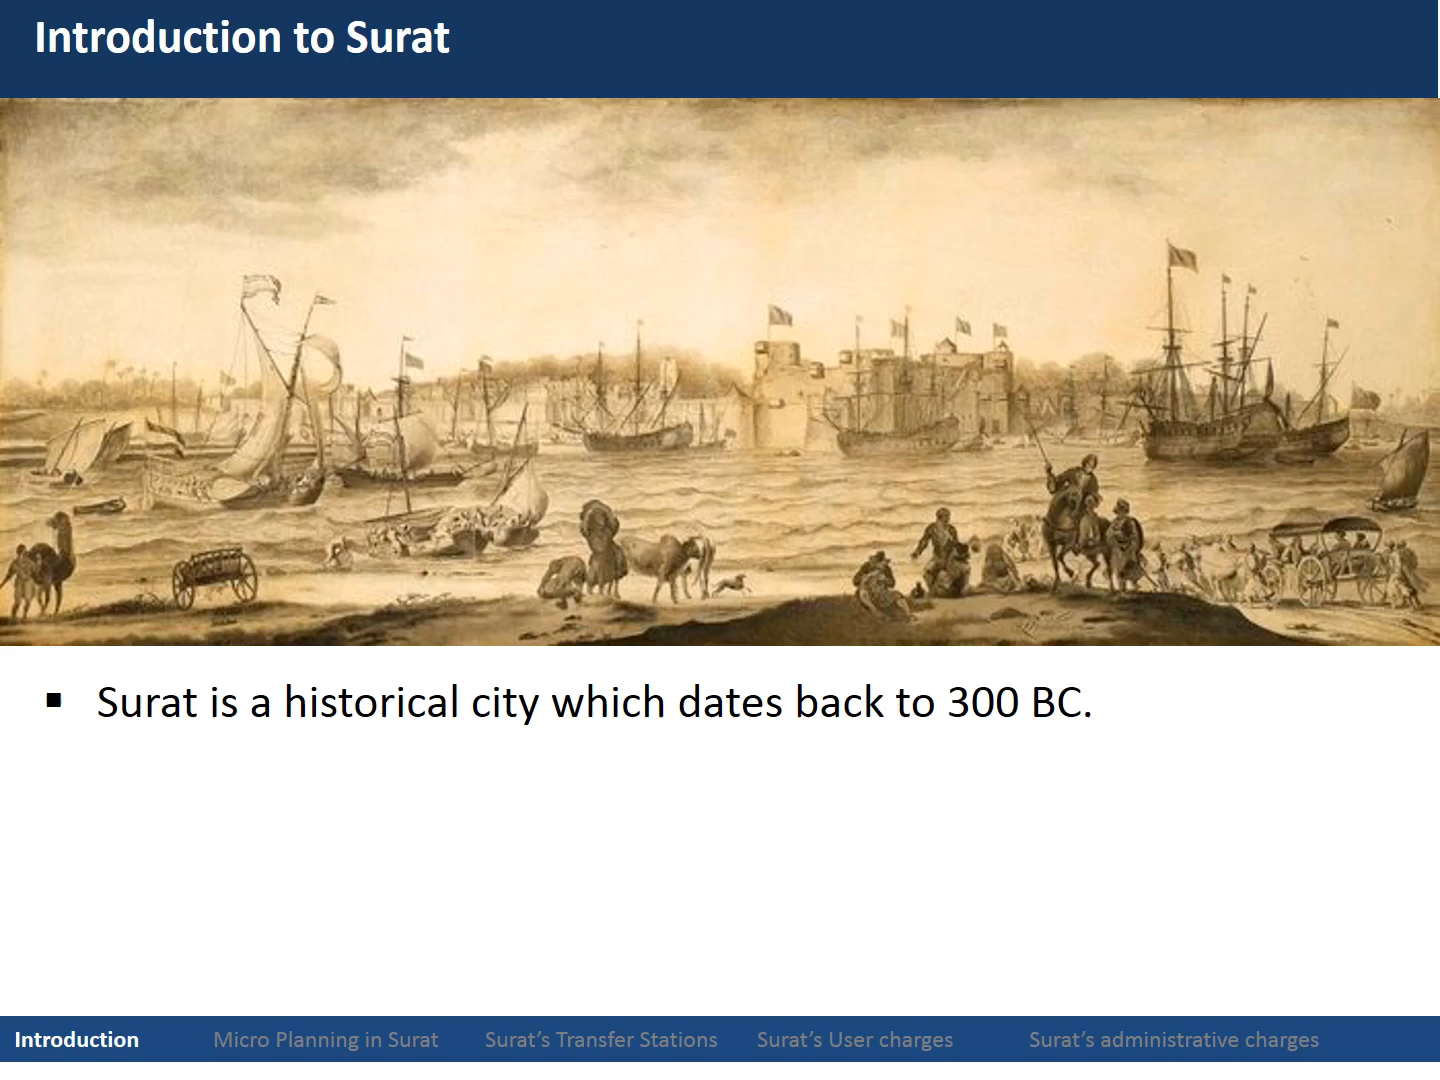 Introduction to Surat
▪ Surat is a historical city which dates back to 300 BC.
Introduction Micro Planning in Surat Surat’s Transfer Stations Surat’s User charges Surat’s administrative charges